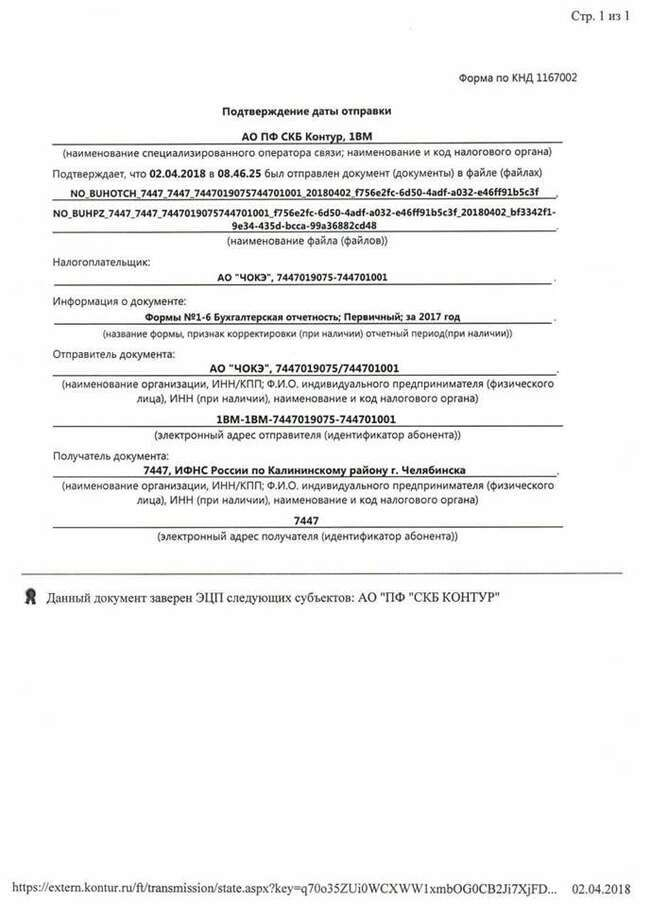 Стр. 1 из 1
Форма по КНД 1167002
Подтверждение даты отправки
АО ПФ СКБ Контур, 1BM
(наименование специализированного оператора связи; наименование и код налогового органа)
Подтверждает, что 02.04.2018 в 08.46.25 был отправлен документ (документы) в файле (файлах)
NO_BUHOTCH_7447_7447_7447019075744701001_20180402_f756e2fc-6d50-4adf-a032-e46ff91b5c3f.
NO_BUHPZ_7447_7447_7447019075744701001_f756e2fc-6d50-4adf-a032-e46ff91b5c3f_20180402_bf3342f1-
9e34-435d-bcca-99a36882cd48.
(наименование файла (файлов))
Налогоплательщик:
АО "ЧОКЭ", 7447019075-744701001.
Информация о документе:
Формы №1-6 Бухгалтерская отчетность; Первичный; за 2017 год.
(название формы, признак корректировки (при наличии) отчетный период(при наличии))
Отправитель документа:
АО "ЧОКЭ", 7447019075/744701001.
(наименование организации, ИНН/КПП; Ф.И.О. индивидуального предпринимателя (физического
лица), ИНН (при наличии), наименование и код налогового органа)
1BM-1BM-7447019075-744701001
(электронный адрес отправителя (идентификатор абонента))
Получатель документа:
7447, ИФНС России по Калининскому району г. Челябинска.
(наименование организации, ИНН/КПП; Ф.И.О. индивидуального предпринимателя (физического
лица), ИНН (при наличии), наименование и код налогового органа)
7447
(электронный адрес получателя (идентификатор абонента))
Данный документ заверен ЭЦП следующих субъектов: АО "ПФ "СКБ КОНТУР"
https://extern.kontur.ru/ft/transmission/state.aspx?key=q70o35ZUi0WCXWW1xmbOG0CB2Ji7XjFD... 02.04.2018